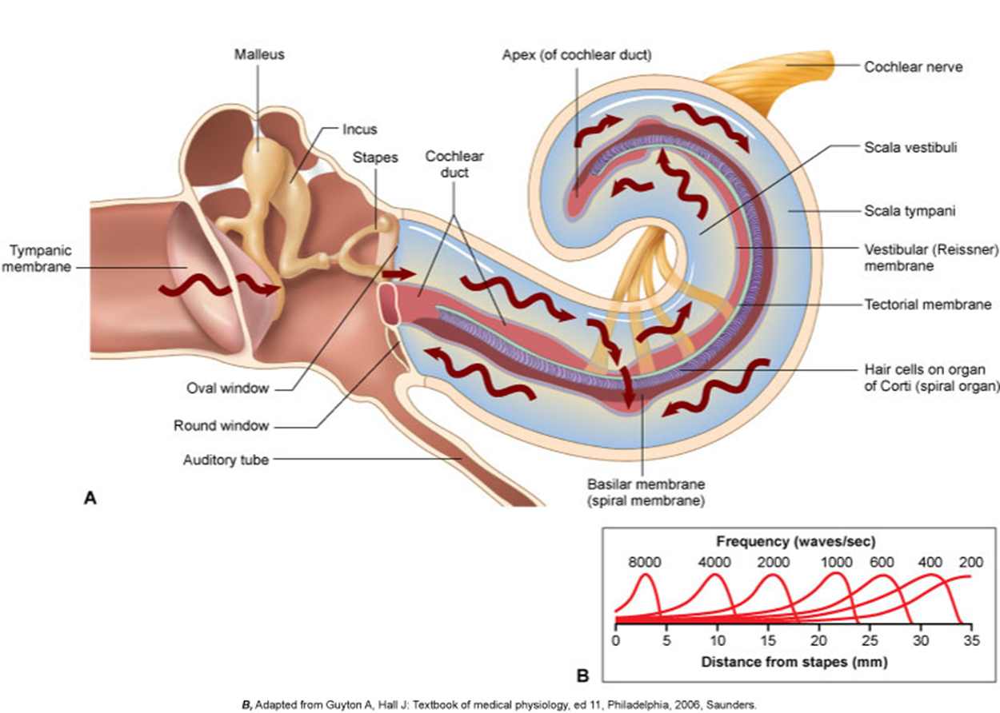 Malleus
Apex (of cochlear duct)
Cochlear nerve
Incus
Stapes
Cochlear
duct
Scala vestibuli
Scala tympani
Tympanic
membrane
Vestibular (Reissner)
membrane
Tectorial membrane
Hair cells on organ
of Corti (spiral organ)
Oval window
Round window
Auditory tube
Basilar membrane
(spiral membrane)
A
Frequency (waves/sec)
8000 4000 2000 1000 600 400 200
0 5 10 15 20 25 30 35
Distance from stapes (mm)
B
B, Adapted from Guyton A, Hall J: Textbook of medical physiology, ed 11, Philadelphia, 2006, Saunders.